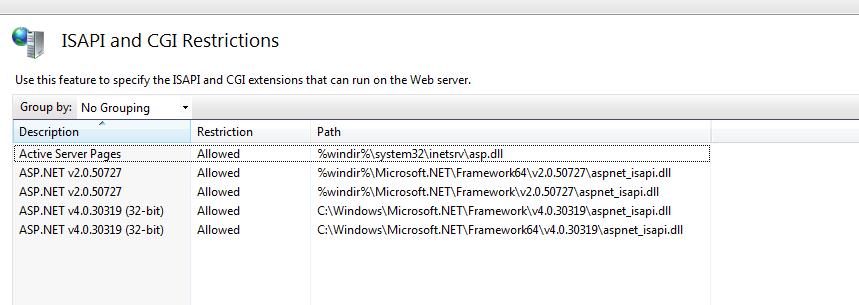 ISAPI and CGI Restrictions
Use this feature to specify the ISAPI and CGI extensions that can run on the Web server.
Group by: No Grouping
Description Restriction Path
Active Server Pages Allowed %windir%\system32\inetsrv\asp.dll
ASP.NET v2.0.50727 Allowed %windir%\Microsoft.NET\Framework64\v2.0.50727\aspnet_isapi.dll
ASP.NET v2.0.50727 Allowed %windir%\Microsoft.NET\Framework\v2.0.50727\aspnet_isapi.dll
ASP.NET v4.0.30319 (32-bit) Allowed C:\Windows\Microsoft.NET\Framework\v4.0.30319\aspnet_isapi.dll
ASP.NET v4.0.30319 (32-bit) Allowed C:\Windows\Microsoft.NET\Framework64\v4.0.30319\aspnet_isapi.dll